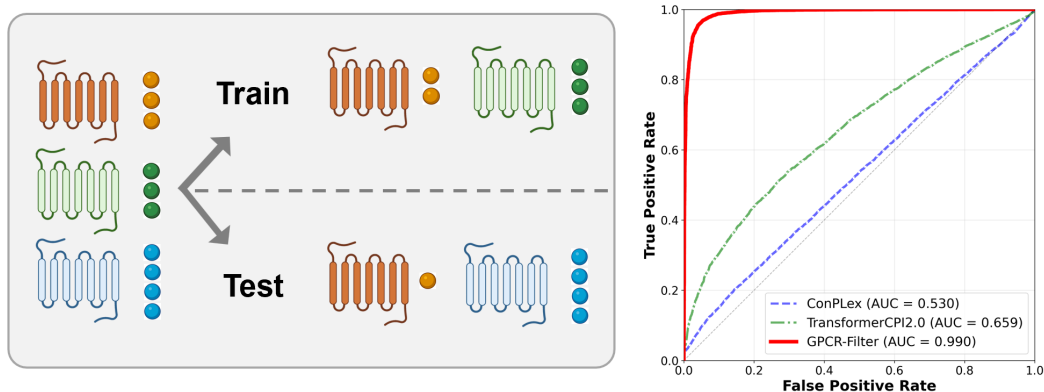 Train
Test
True Positive Rate
1.0
0.8
0.6
0.4
0.2
0.0
0.0 0.2 0.4 0.6 0.8 1.0
False Positive Rate
ConPLex (AUC = 0.530)
TransformerCPI2.0 (AUC = 0.659)
GPCR-Filter (AUC = 0.990)